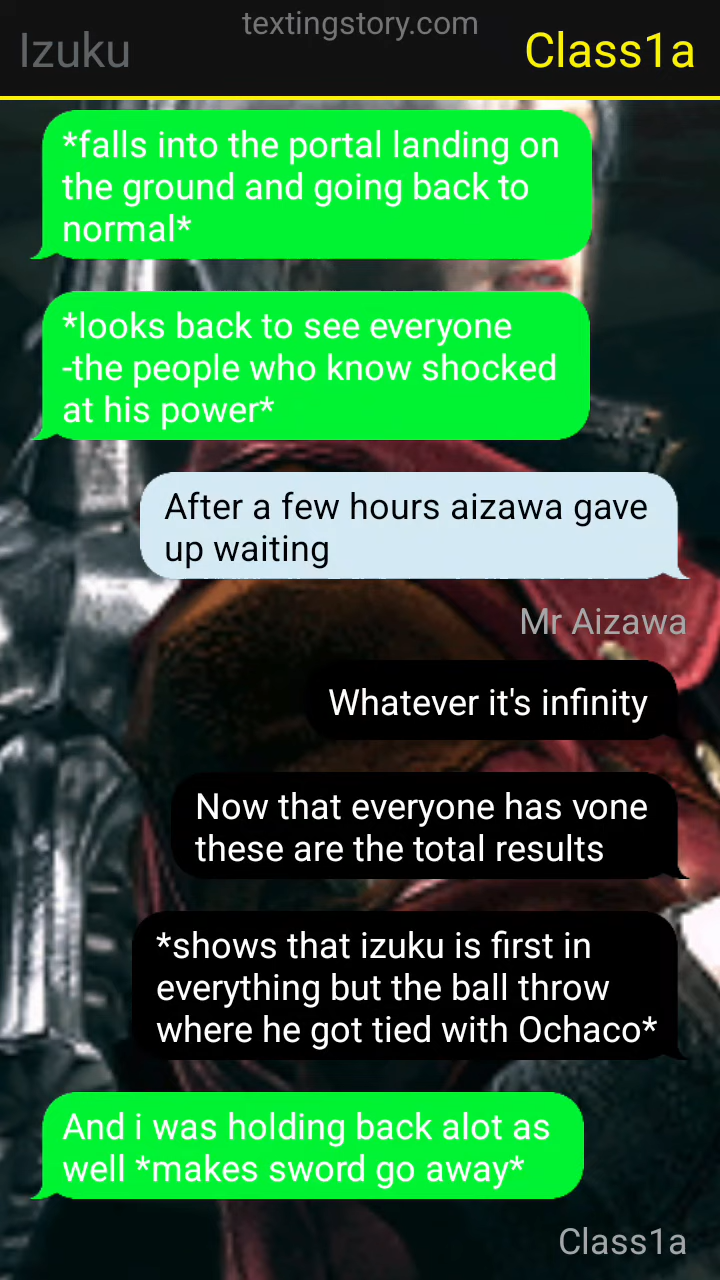 textingstory.com
Izuku
Class1a
*falls into the portal landing on
the ground and going back to
normal*
*looks back to see everyone
-the people who know shocked
at his power*
After a few hours aizawa gave
up waiting
Mr Aizawa
Whatever it's infinity
Now that everyone has vone
these are the total results
*shows that izuku is first in
everything but the ball throw
where he got tied with Ochaco*
And i was holding back alot as
well *makes sword go away*
Class1a